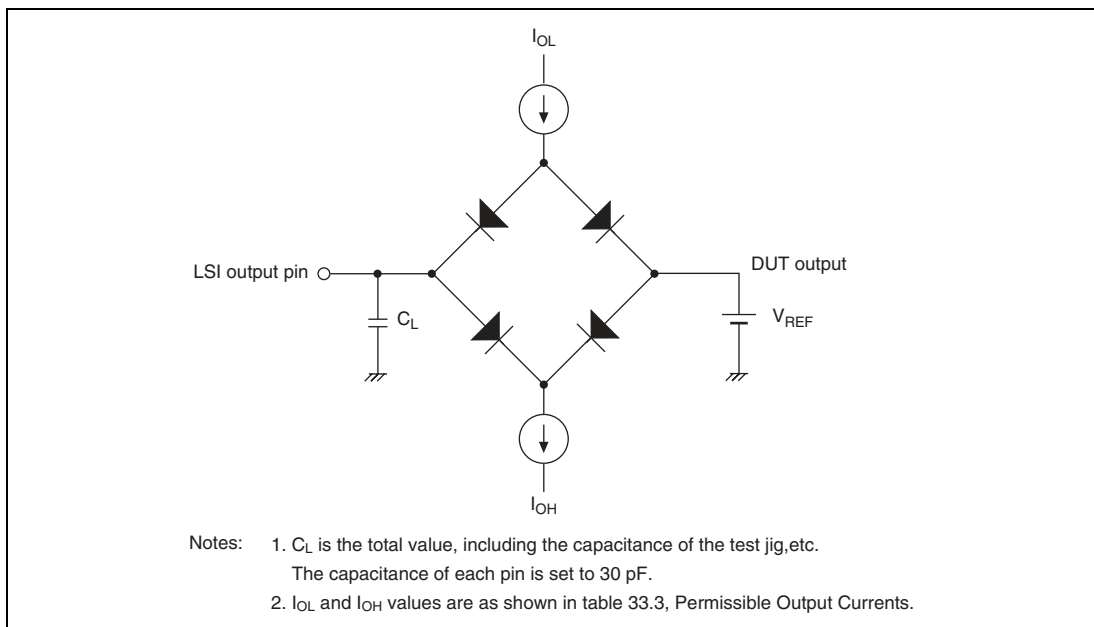 IOL
LSI output pin
CL
DUT output
VREF
IOH
Notes: 1. CL is the total value, including the capacitance of the test jig,etc.
The capacitance of each pin is set to 30 pF.
2. IOL and IOH values are as shown in table 33.3, Permissible Output Currents.